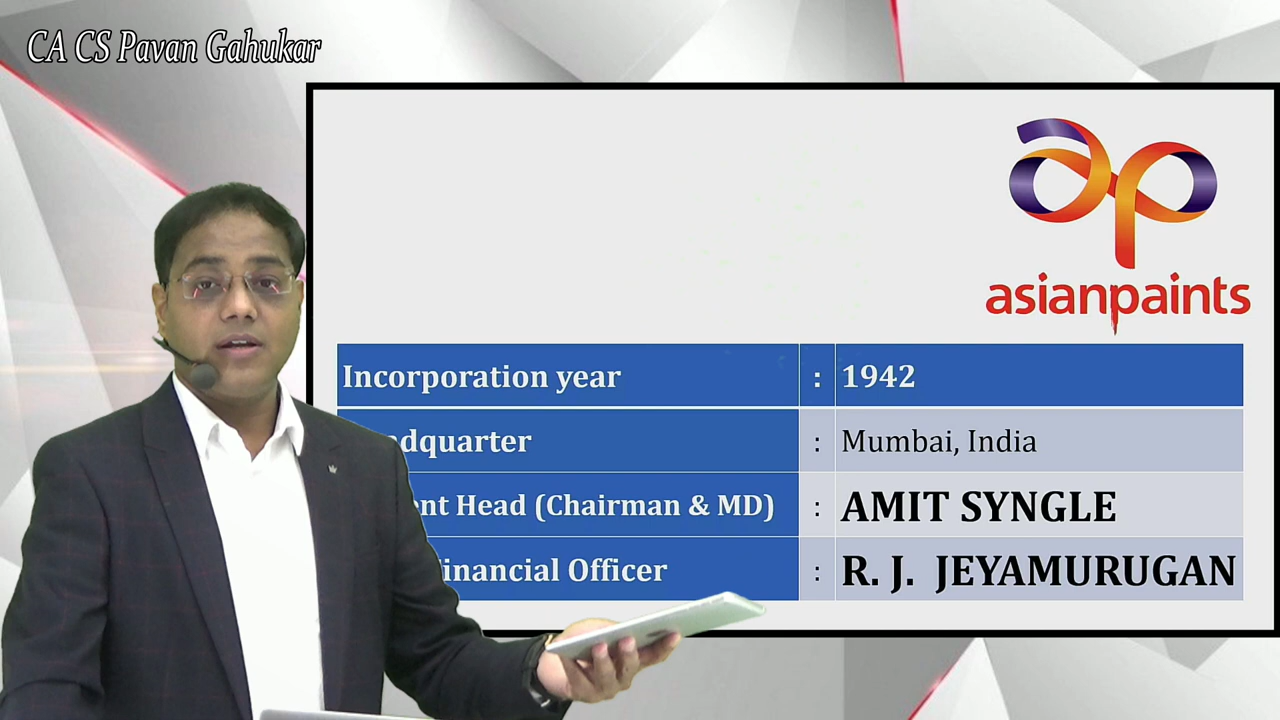 CA CS Pavan Gahukar
asianpaints
Incorporation year : 1942
dquarter : Mumbai, India
nt Head (Chairman & MD) : AMIT SYNGLE
inancial Officer : R. J. JEYAMURUGAN